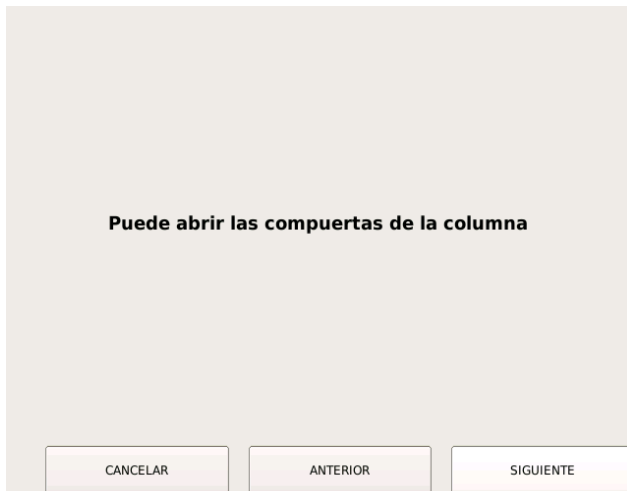 Puede abrir las compuertas de la columna
CANCELAR
ANTERIOR
SIGUIENTE